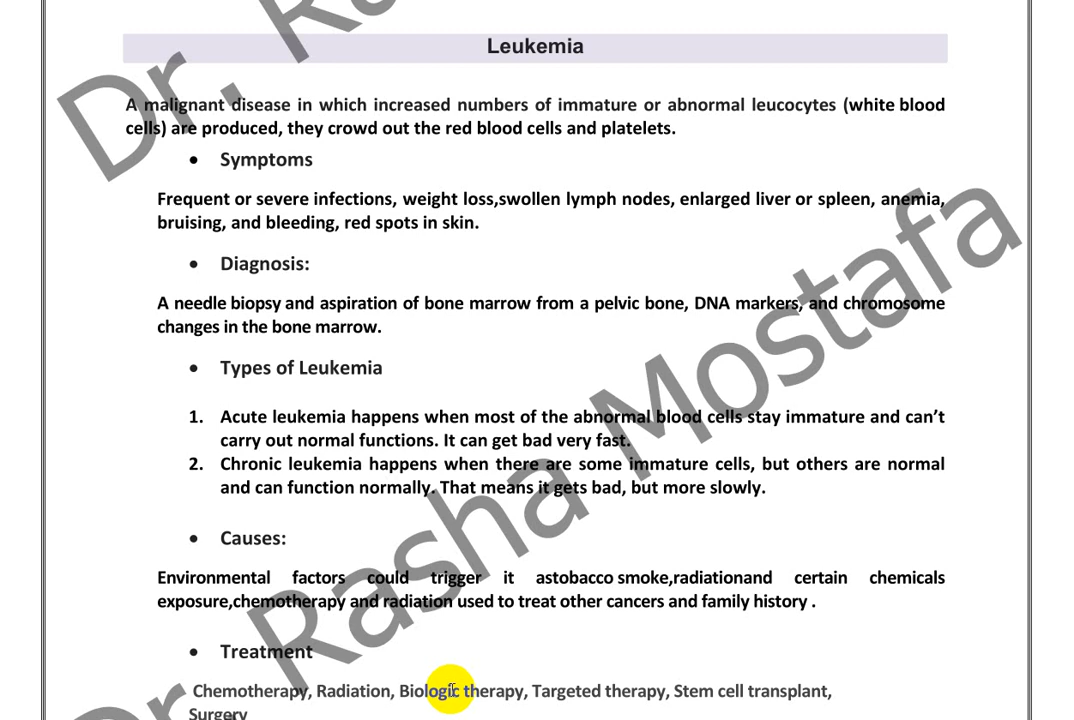 Leukemia
A malignant disease in which increased numbers of immature or abnormal leucocytes (white blood
cells) are produced, they crowd out the red blood cells and platelets.
• Symptoms
Frequent or severe infections, weight loss,swollen lymph nodes, enlarged liver or spleen, anemia,
bruising, and bleeding, red spots in skin.
• Diagnosis:
A needle biopsy and aspiration of bone marrow from a pelvic bone, DNA markers, and chromosome
changes in the bone marrow.
• Types of Leukemia
1. Acute leukemia happens when most of the abnormal blood cells stay immature and can’t
carry out normal functions. It can get bad very fast.
2. Chronic leukemia happens when there are some immature cells, but others are normal
and can function normally. That means it gets bad, but more slowly.
• Causes:
Environmental factors could trigger it astobacco smoke,radiationand certain chemicals
exposure,chemotherapy and radiation used to treat other cancers and family history .
• Treatment
Chemotherapy, Radiation, Biologic therapy, Targeted therapy, Stem cell transplant,
Surgery
Dr. Rasha Mostafa
Dr.